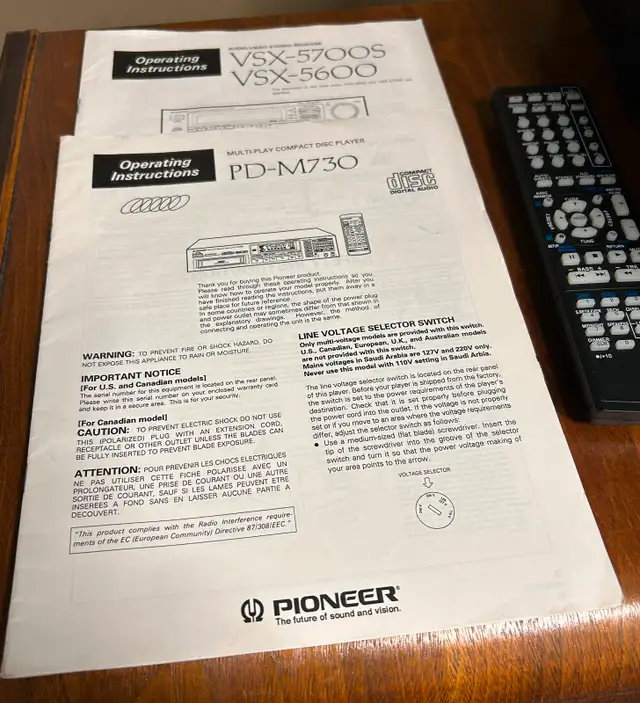 Operating
Instructions
AUDIO/VIDEO STEREO RECEIVER
VSX-5700S
VSX-5600
Operating
Instructions
MULTI-PLAY COMPACT DISC PLAYER
PD-M730
COMPACT
disc
DIGITAL AUDIO
Thank you for buying this Pioneer product.
Please read through these operating instructions so you
will know how to operate your model properly. After you
have finished reading the instructions, put them away in a
safe place for future reference.
In some countries or regions, the shape of the power plug
and power outlet may sometimes differ from that shown in
the explanatory drawings. However, the method of
connecting and operating the unit is the same.
WARNING: TO PREVENT FIRE OR SHOCK HAZARD, DO
NOT EXPOSE THIS APPLIANCE TO RAIN OR MOISTURE.
IMPORTANT NOTICE
[For U.S. and Canadian models]
The serial number for this equipment is located on the rear panel.
Please write this serial number on your enclosed warranty card
and keep it in a secure area. This is for your security.
[For Canadian model]
CAUTION: TO PREVENT ELECTRIC SHOCK DO NOT USE
THIS (POLARIZED) PLUG WITH AN EXTENSION CORD,
RECEPTACLE OR OTHER OUTLET UNLESS THE BLADES CAN
BE FULLY INSERTED TO PREVENT BLADE EXPOSURE.
ATTENTION: POUR PREVENIR LES CHOCS ELECTRIQUES
NE PAS UTILISER CETTE FICHE POLARISEE AVEC UN
PROLONGATEUR, UNE PRISE DE COURANT OU UNE AUTRE
SORTIE DE COURANT, SAUF SI LES LAMES PEUVENT ETRE
INSEREES A FOND SANS EN LAISSER AUCUNE PARTIE A
DECOUVERT.
"This product complies with the Radio Interference require-
ments of the EC (European Community) Directive 87/308/EEC."
LINE VOLTAGE SELECTOR SWITCH
Only multi-voltage models are provided with this switch.
U.S., Canadian, European, U.K., and Australian models
are not provided with this switch.
Mains voltages in Saudi Arabia are 127V and 220V only.
Never use this model with 110V setting in Saudi Arbia.
The line voltage selector switch is located on the rear panel
of this player. Before your player is shipped from the factory,
the switch is set to the power requirements of the player's
destination. Check that it is set properly before plugging
the power cord into the outlet. If the voltage is not properly
set or if you move to an area where the voltage requirements
differ, adjust the selector switch as follows:
● Use a medium-sized (flat blade) screwdriver. Insert the
tip of the screwdriver into the groove of the selector
switch and turn it so that the power voltage making of
your area points to the arrow.
VOLTAGE SELECTOR
PIONEER®
The future of sound and vision.
SETUP
TUNE
RETURN
- BASS +